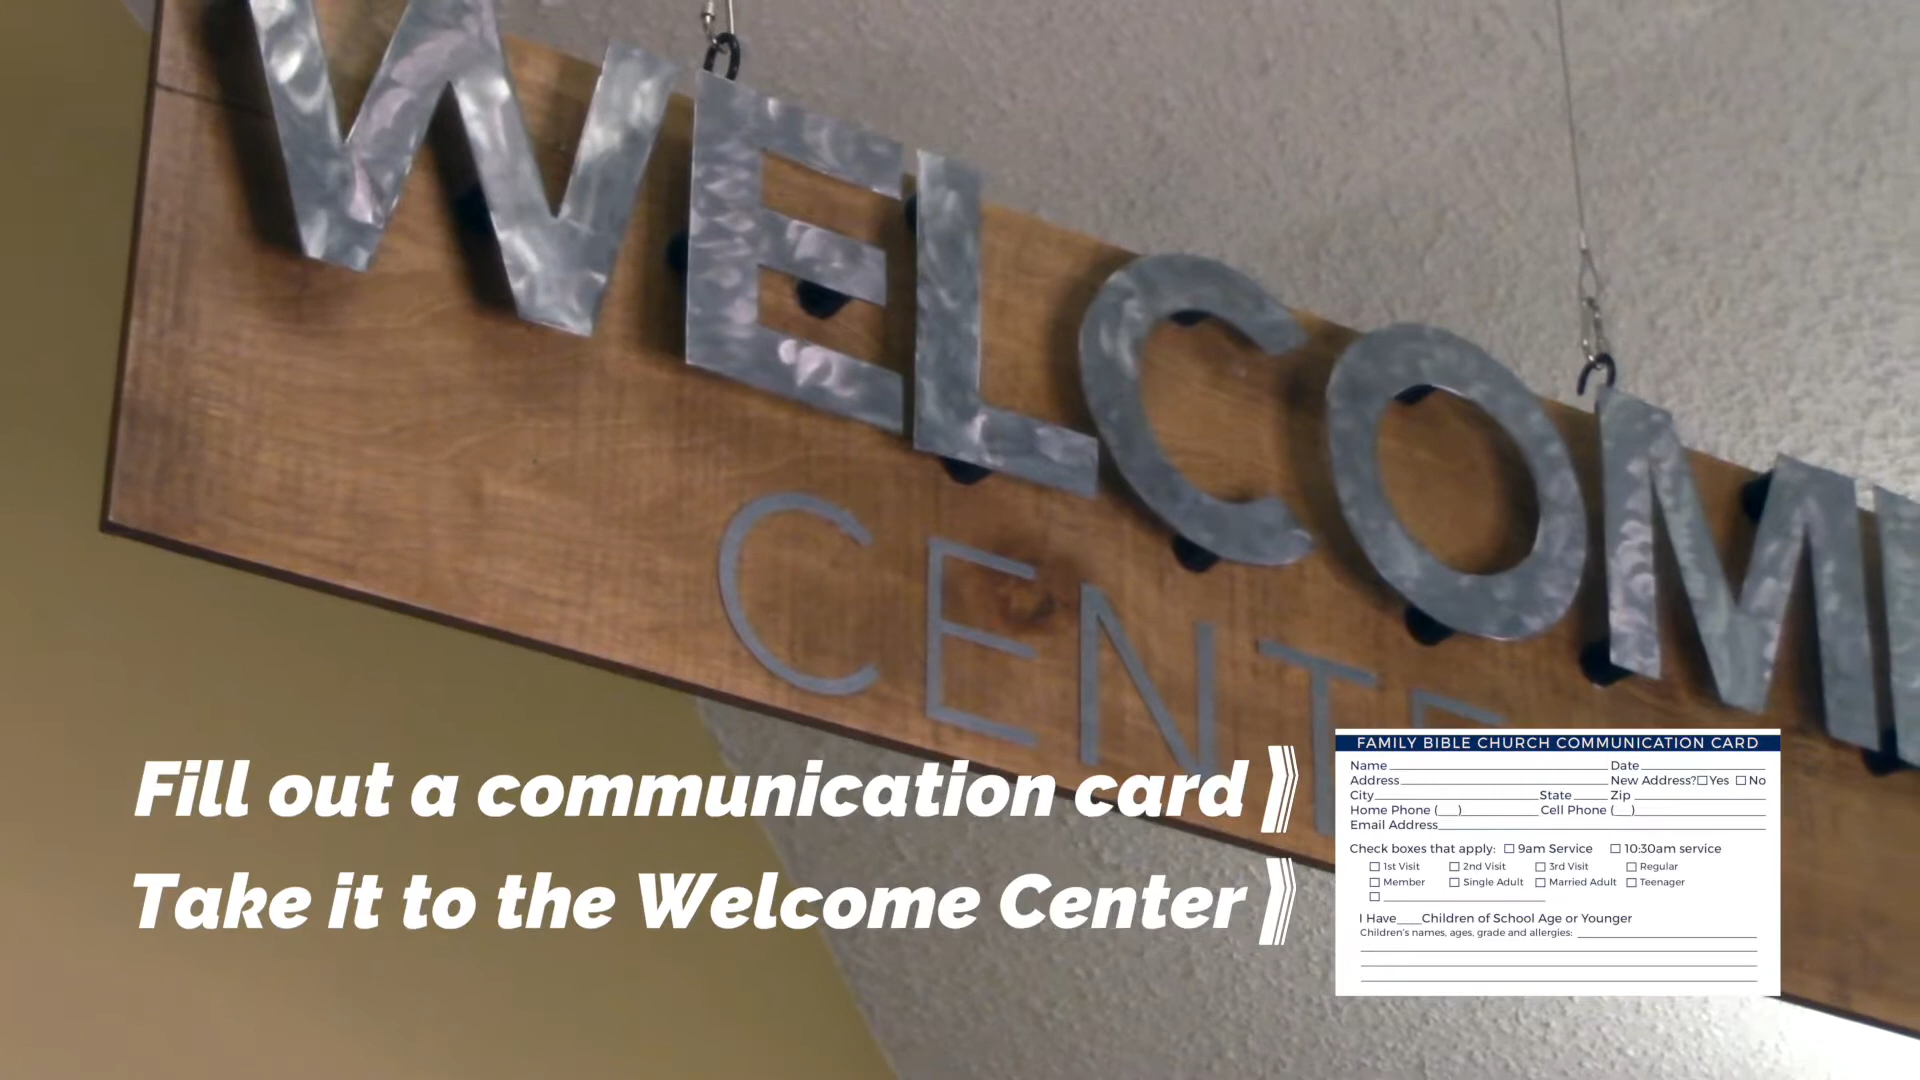 WELCOM
CENTE
Fill out a communication card
Take it to the Welcome Center
FAMILY BIBLE CHURCH COMMUNICATION CARD
Name Date
Address New Address? Yes No
City State Zip
Home Phone (__) Cell Phone (__)
Email Address
Check boxes that apply: 9am Service 10:30am service
1st Visit 2nd Visit 3rd Visit Regular
Member Single Adult Married Adult Teenager
I Have____Children of School Age or Younger
Children's names, ages, grade and allergies: